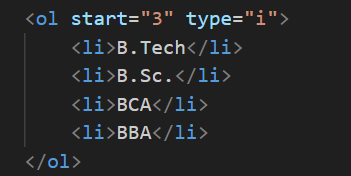 <ol start="3" type="i">
    <li>B.Tech</li>
    <li>B.Sc.</li>
    <li>BCA</li>
    <li>BBA</li>
</ol>